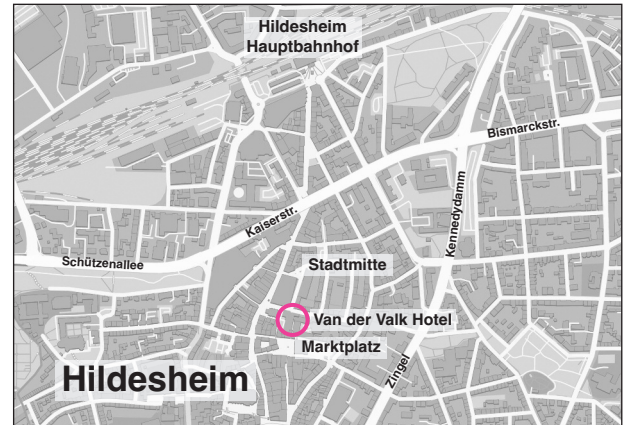 Hildesheim
Hauptbahnhof
Bismarckstr.
Kaiserstr.
Kennedydamm
Schützenallee
Stadtmitte
Van der Valk Hotel
Marktplatz
Zingel
Hildesheim